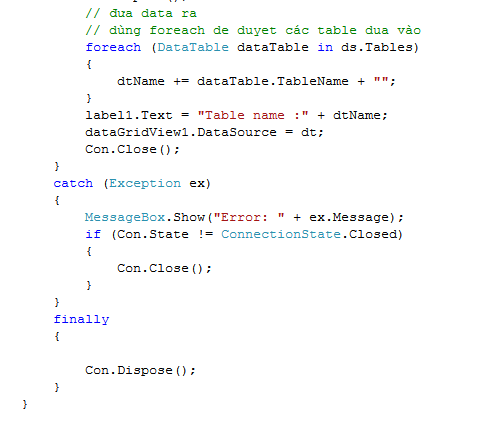 // đua data ra
// dùng foreach de duyet các table dua vào
foreach (DataTable dataTable in ds.Tables)
{
dtName += dataTable.TableName + "";
}
label1.Text = "Table name :" + dtName;
dataGridView1.DataSource = dt;
Con.Close();
}
catch (Exception ex)
{
MessageBox.Show("Error: " + ex.Message);
if (Con.State != ConnectionState.Closed)
{
Con.Close();
}
}
finally
{
Con.Dispose();
}
}